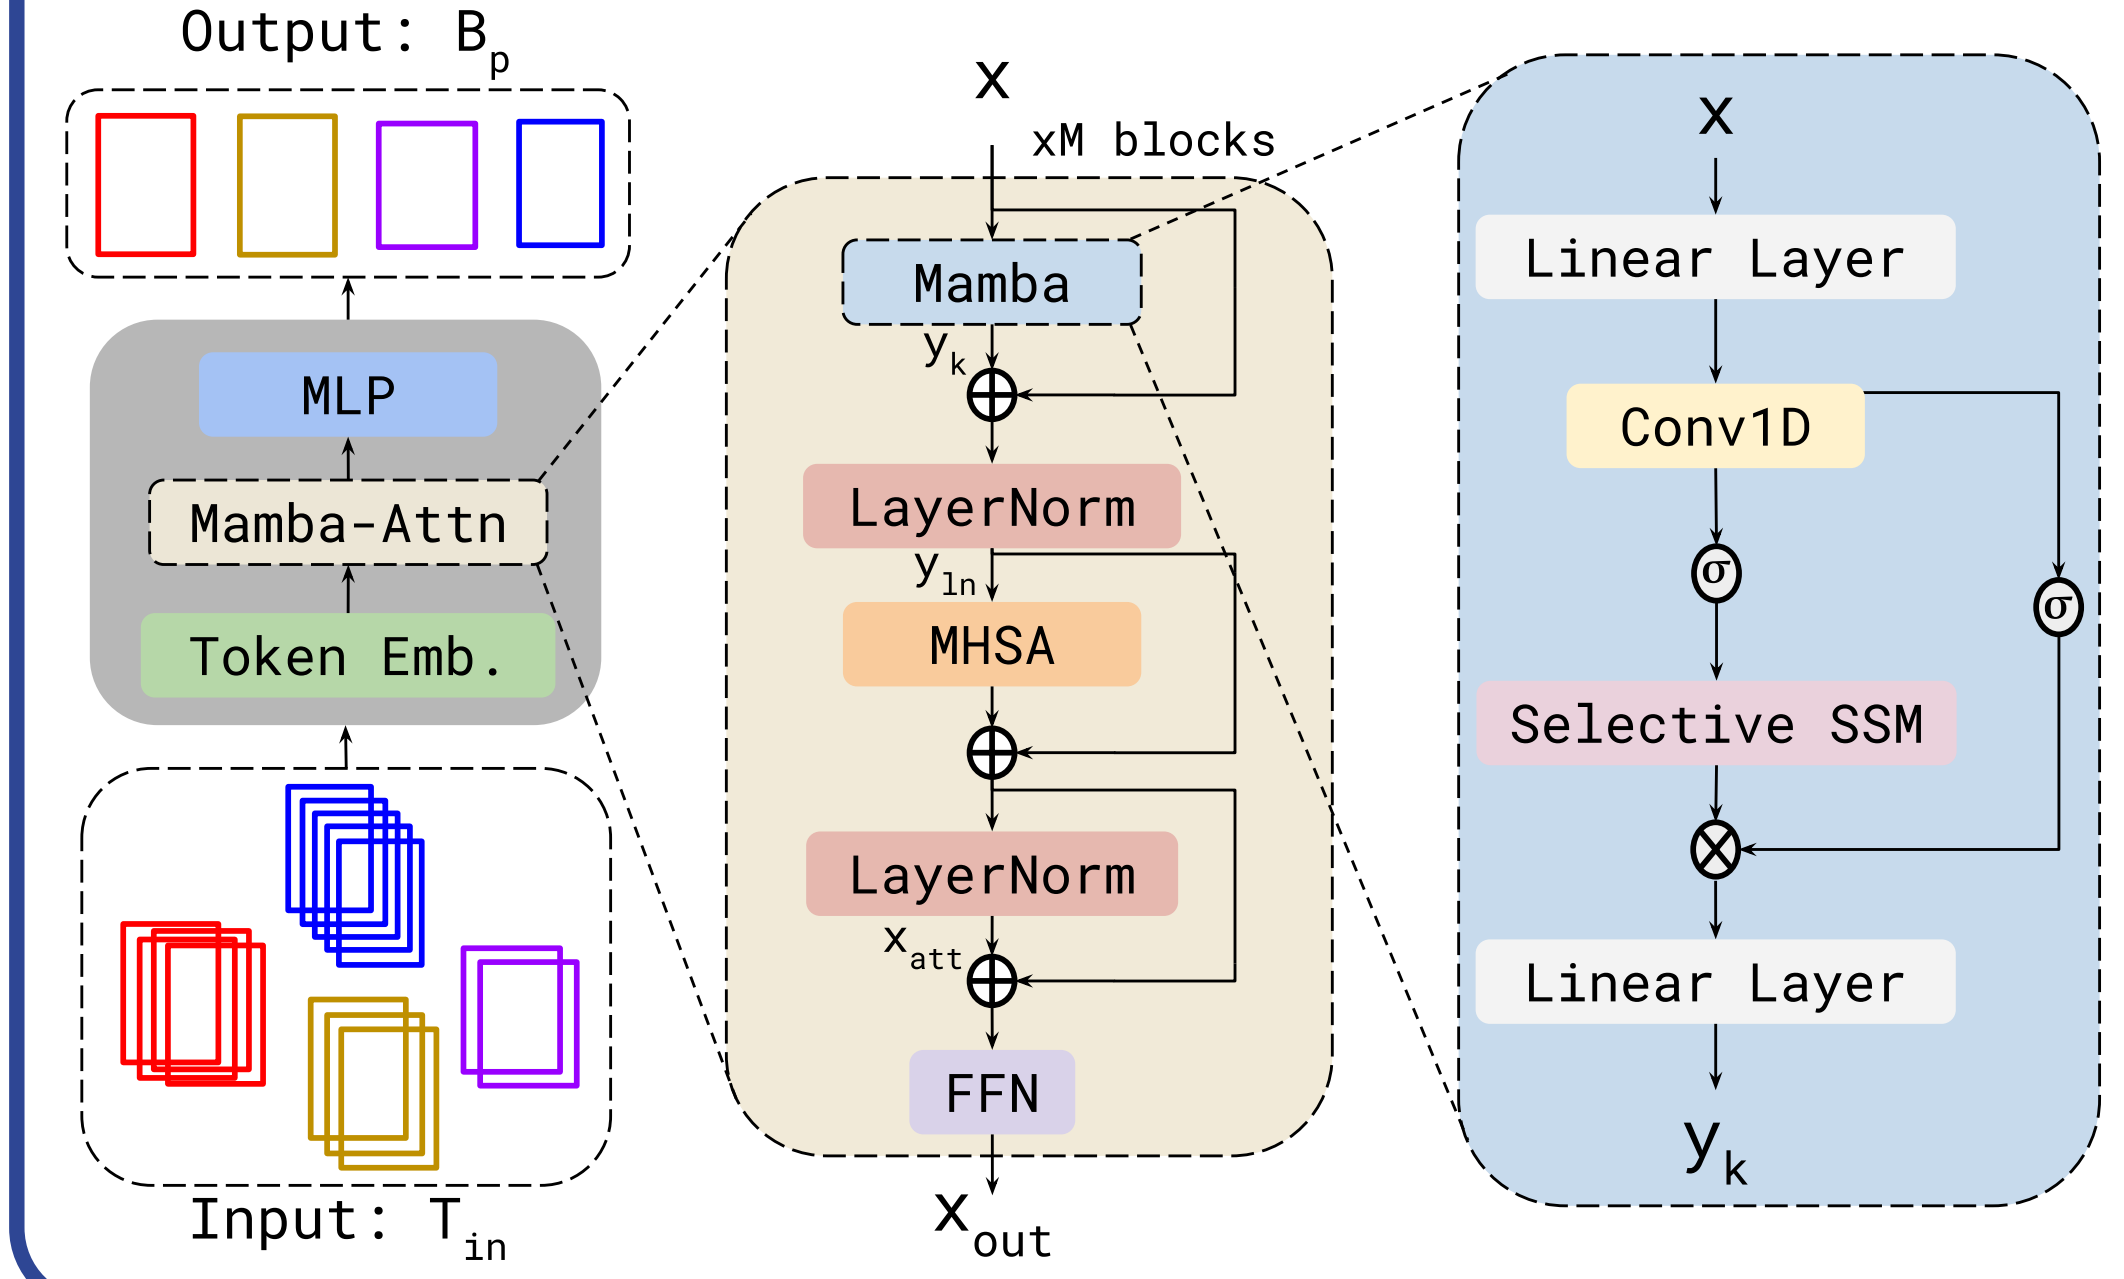 Output: Bp
MLP
Mamba-Attn
Token Emb.
Input: Tin
x
xM blocks
Mamba
yk
LayerNorm
yln
MHSA
LayerNorm
xatt
FFN
xout
x
Linear Layer
Conv1D
σ
σ
Selective SSM
Linear Layer
yk